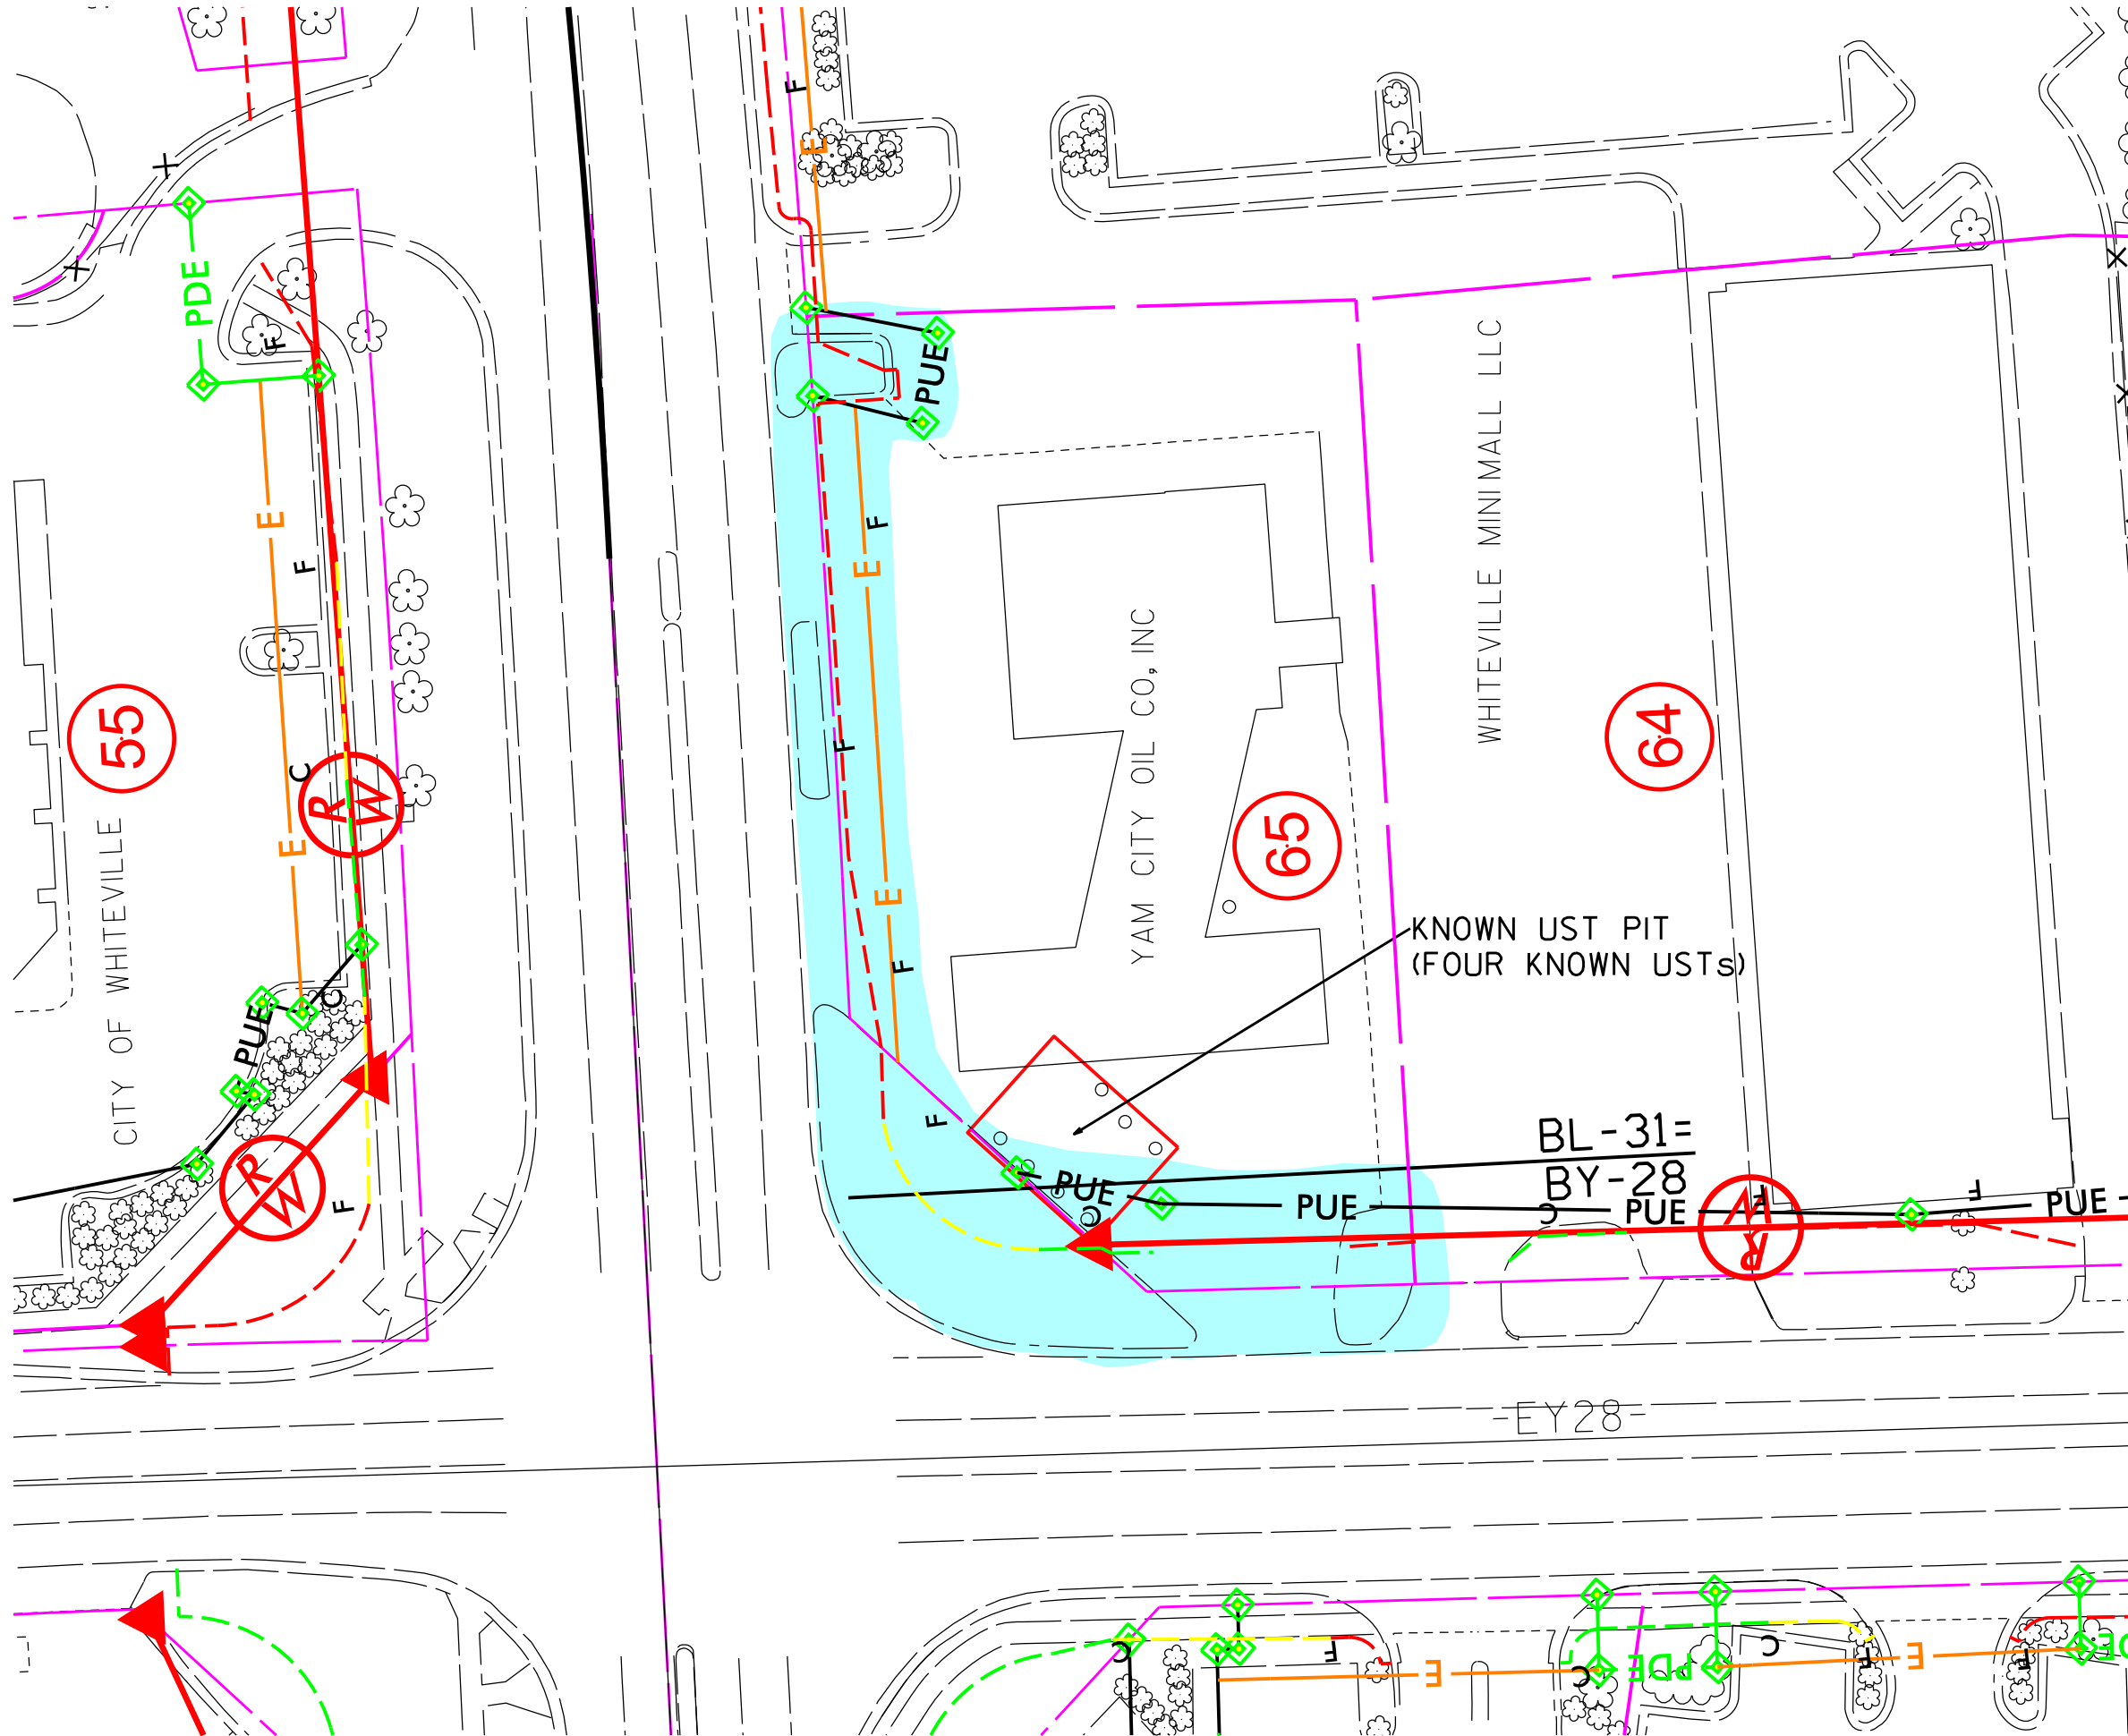 F
E
PDE
F
PUE
WHITEVILLE MINIMALL LLC
E
F
F
E
F
YAM CITY OIL CO, INC
55
64
C
R/W
E
F
E
65
CITY OF WHITEVILLE
KNOWN UST PIT
(FOUR KNOWN USTs)
F
C
PUE
F
BL-31=
BY-28
R
W
F
PUE
C
PUE
C
PUE
F
R/W
F
PUE
-EY28-
C
F
E
C
PDE
C
F
E
F
PDE